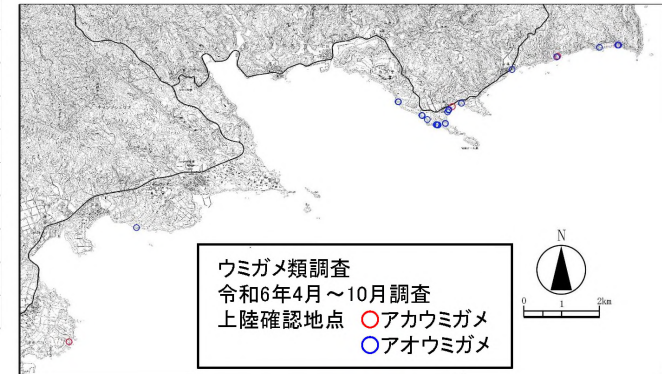 ウミガメ類調査
令和6年4月～10月調査
上陸確認地点 ○アカウミガメ
○アオウミガメ
N
0 1 2km